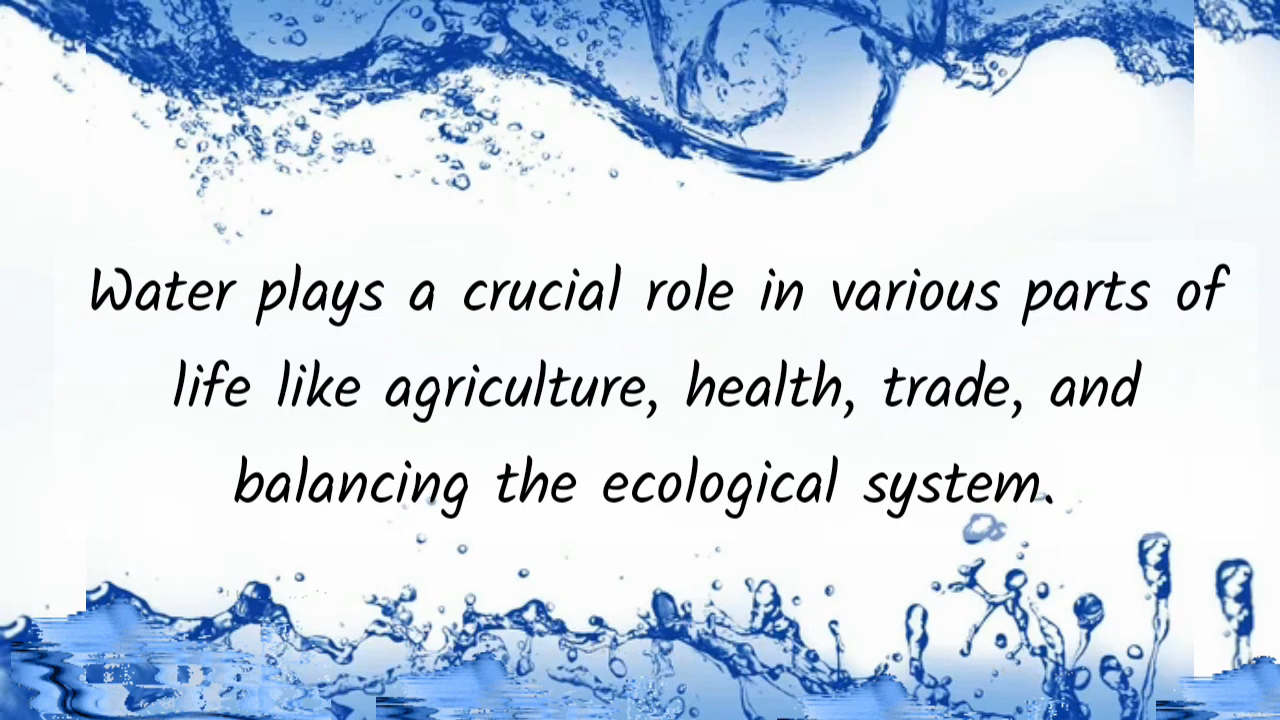 Water plays a crucial role in various parts of
life like agriculture, health, trade, and
balancing the ecological system.